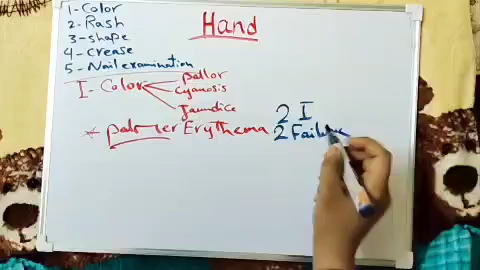 Hand
1-Color
2-Rash
3-shape
4-crease
5-Nail examination
I-Color
pallor
Cyanosis
Jaundice
* palmer Erythema
2 I
2 Failure